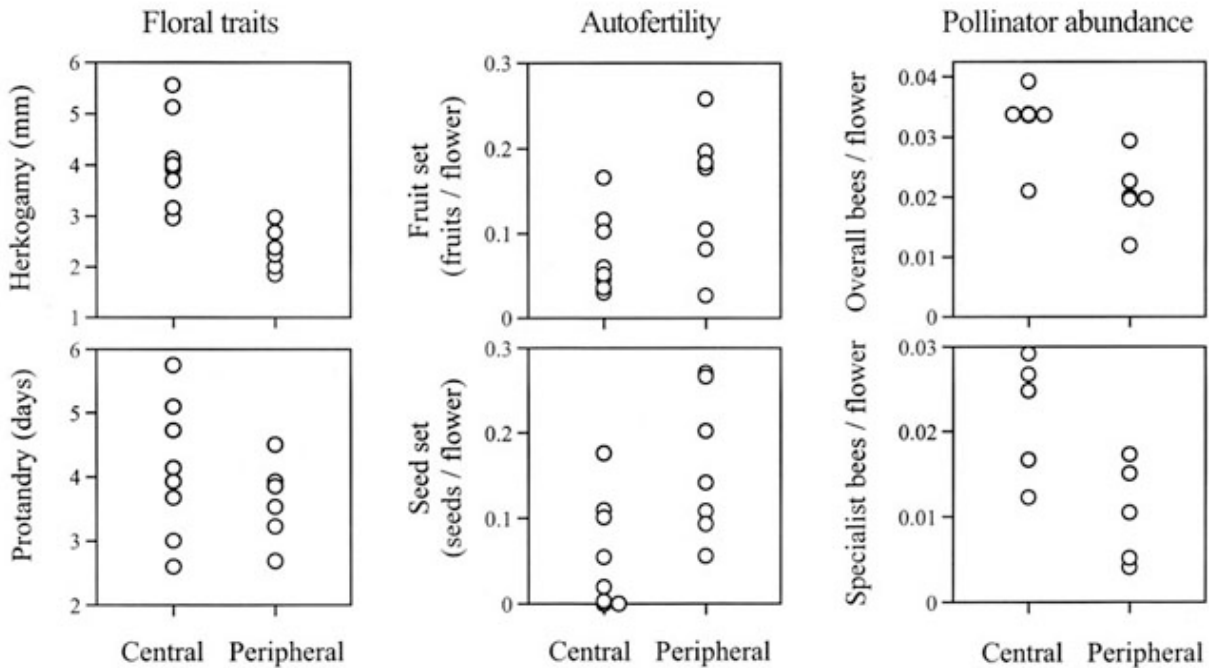 Floral traits
Autofertility
Pollinator abundance
Herkogamy (mm)
6
5
4
3
2
1
Fruit set
(fruits / flower)
0.3
0.2
0.1
0
Overall bees / flower
0.04
0.03
0.02
0.01
0
Protandry (days)
6
5
4
3
2
Seed set
(seeds / flower)
0.3
0.2
0.1
0
Specialist bees / flower
0.03
0.02
0.01
0
Central Peripheral
Central Peripheral
Central Peripheral